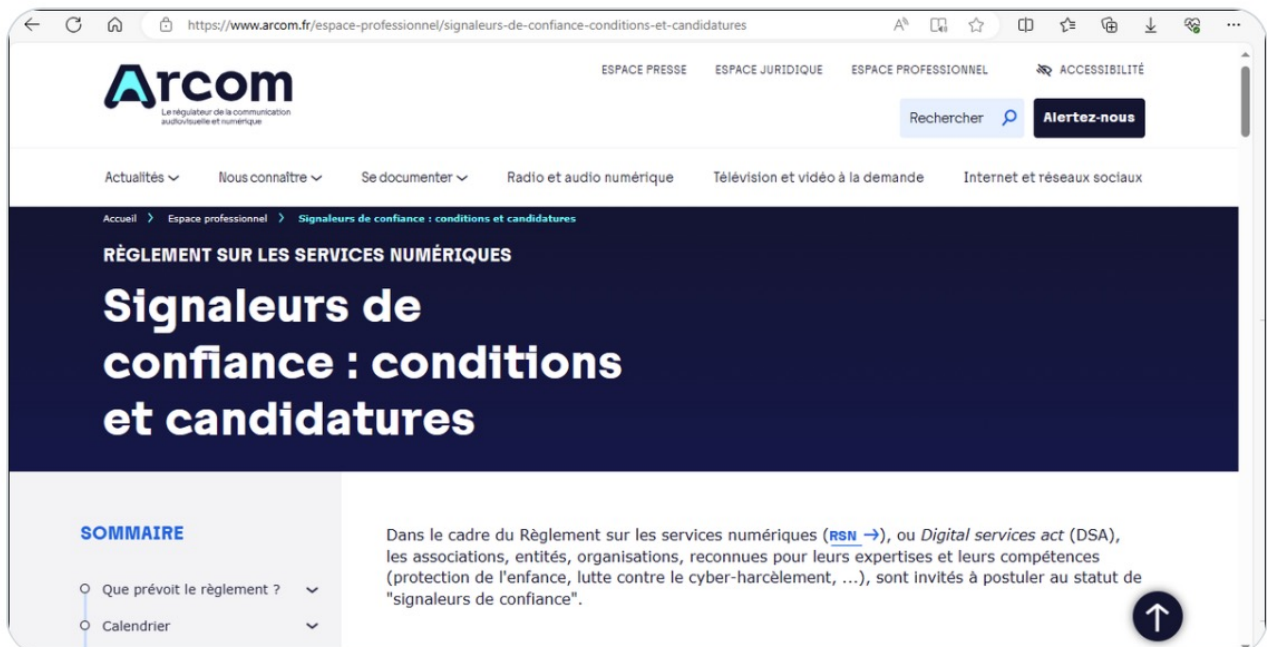 https://www.arcom.fr/espace-professionnel/signaleurs-de-confiance-conditions-et-candidatures
Arcom
Le régulateur de la communication
audiovisuelle et numérique
ESPACE PRESSE ESPACE JURIDIQUE ESPACE PROFESSIONNEL ACCESSIBILITÉ
Rechercher Alertez-nous
Actualités Nous connaître Se documenter Radio et audio numérique Télévision et vidéo à la demande Internet et réseaux sociaux
Accueil > Espace professionnel > Signaleurs de confiance : conditions et candidatures
RÈGLEMENT SUR LES SERVICES NUMÉRIQUES
Signaleurs de
confiance : conditions
et candidatures
SOMMAIRE
Que prévoit le règlement ?
Calendrier
Dans le cadre du Règlement sur les services numériques (RSN →), ou Digital services act (DSA),
les associations, entités, organisations, reconnues pour leurs expertises et leurs compétences
(protection de l'enfance, lutte contre le cyber-harcèlement, ...), sont invités à postuler au statut de
"signaleurs de confiance".